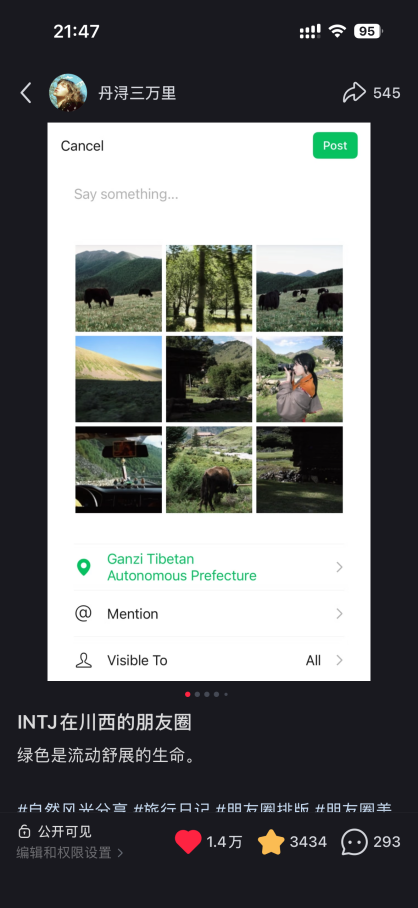 21:47
95
丹浔三万里
545
Cancel
Post
Say something...
Ganzi Tibetan
Autonomous Prefecture
@ Mention
Visible To
All
INTJ在川西的朋友圈
绿色是流动舒展的生命。
#自然风光分享 #旅行日记 #朋友圈排版 #朋友圈美
公开可见
编辑和权限设置
1.4万
3434
293